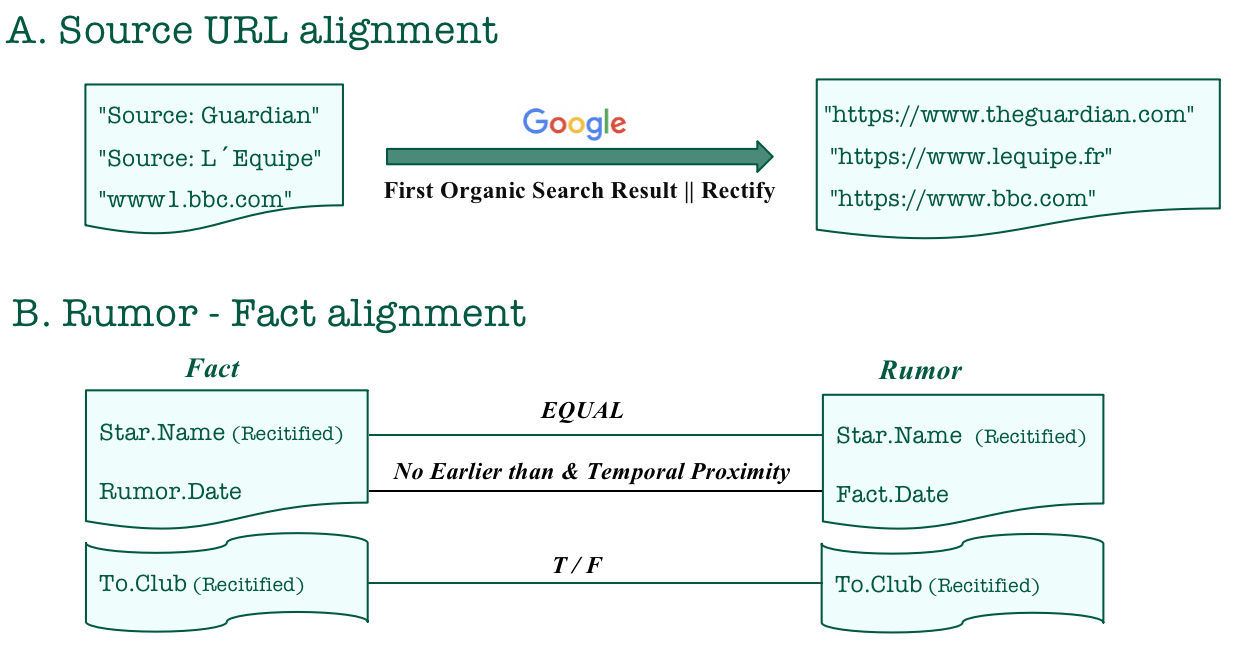 A. Source URL alignment
"Source: Guardian"
"Source: L´Equipe"
"www1.bbc.com"
Google
First Organic Search Result || Rectify
"https://www.theguardian.com"
"https://www.lequipe.fr"
"https://www.bbc.com"
B. Rumor - Fact alignment
Fact
Rumor
Star.Name (Recitified)
EQUAL
Star.Name (Recitified)
Rumor.Date
No Earlier than & Temporal Proximity
Fact.Date
To.Club (Recitified)
T / F
To.Club (Recitified)